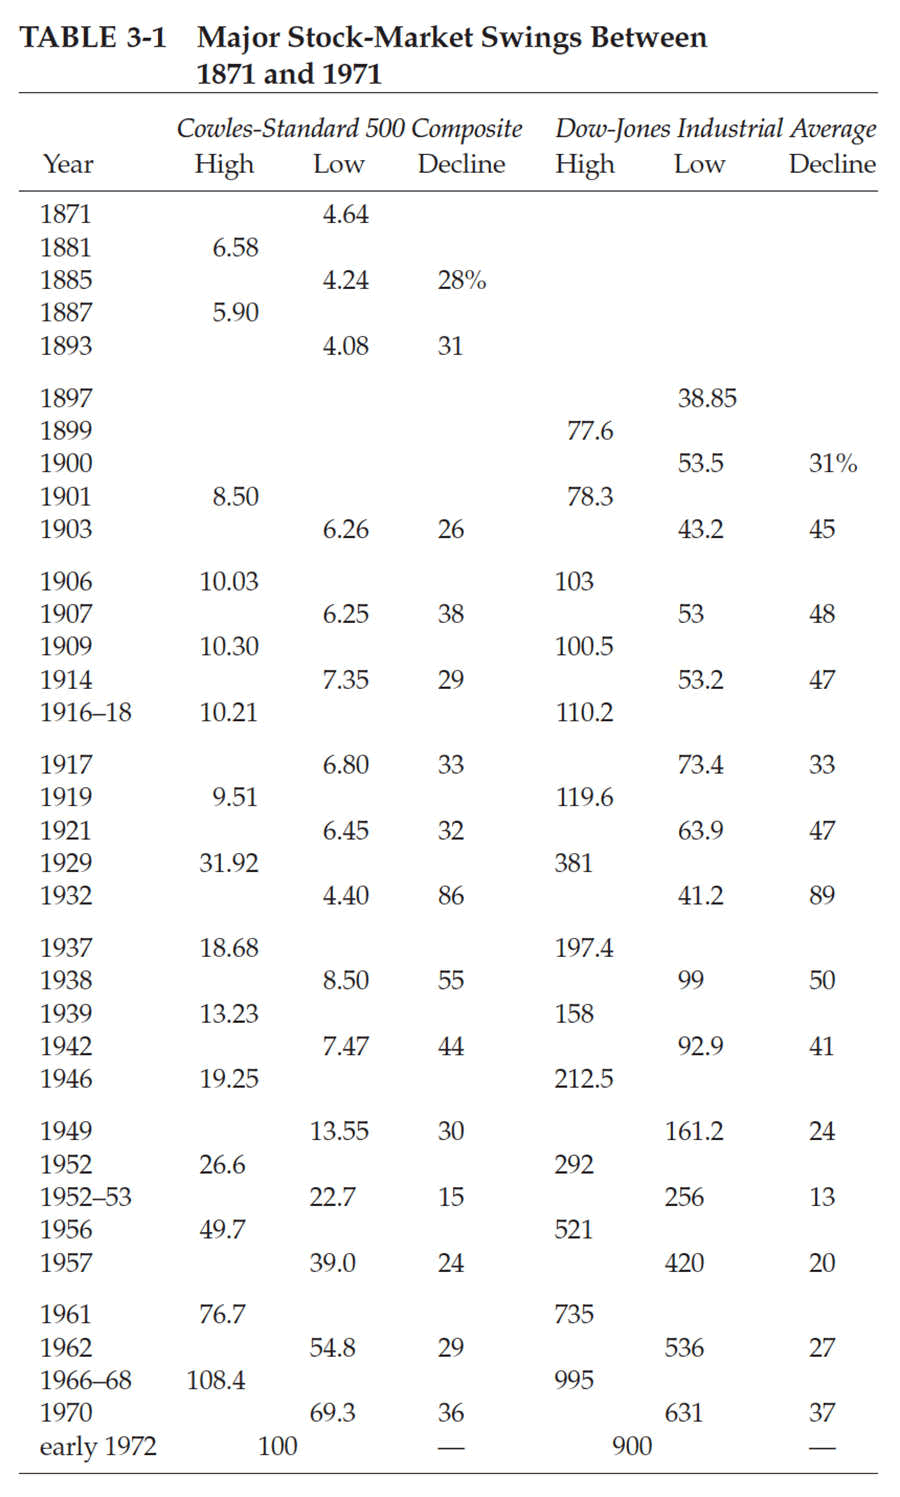 TABLE 3-1 Major Stock-Market Swings Between
1871 and 1971
Cowles-Standard 500 Composite Dow-Jones Industrial Average
Year High Low Decline High Low Decline
1871 4.64
1881 6.58
1885 4.24 28%
1887 5.90
1893 4.08 31
1897 38.85
1899 77.6
1900 53.5 31%
1901 8.50 78.3
1903 6.26 26 43.2 45
1906 10.03 103
1907 6.25 38 53 48
1909 10.30 100.5
1914 7.35 29 53.2 47
1916–18 10.21 110.2
1917 6.80 33 73.4 33
1919 9.51 119.6
1921 6.45 32 63.9 47
1929 31.92 381
1932 4.40 86 41.2 89
1937 18.68 197.4
1938 8.50 55 99 50
1939 13.23 158
1942 7.47 44 92.9 41
1946 19.25 212.5
1949 13.55 30 161.2 24
1952 26.6 292
1952–53 22.7 15 256 13
1956 49.7 521
1957 39.0 24 420 20
1961 76.7 735
1962 54.8 29 536 27
1966–68 108.4 995
1970 69.3 36 631 37
early 1972 100 — 900 —